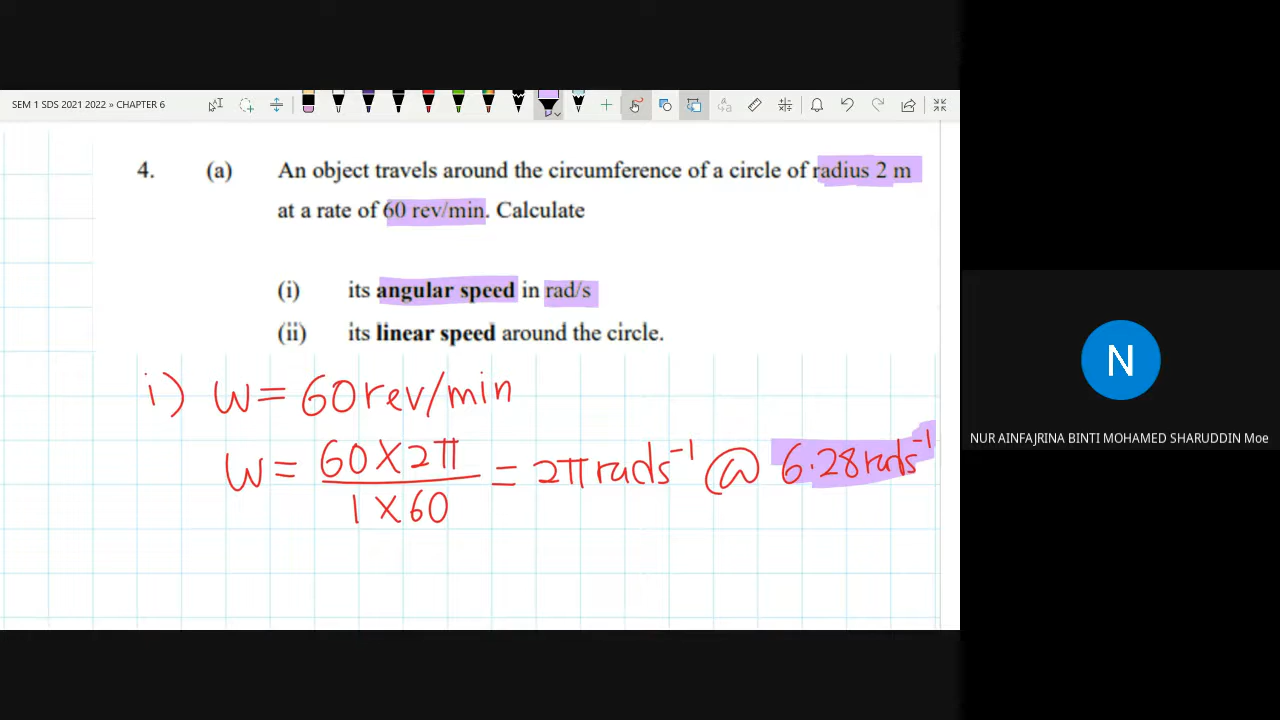 SEM 1 SDS 2021 2022 » CHAPTER 6
4. (a) An object travels around the circumference of a circle of radius 2 m
at a rate of 60 rev/min. Calculate
(i) its angular speed in rad/s
(ii) its linear speed around the circle.
i) ω = 60 rev/min
ω = 60 × 2π / 1 × 60 = 2π rads⁻¹ @ 6.28 rads⁻¹
N
NUR AINFAJRINA BINTI MOHAMED SHARUDDIN Moe